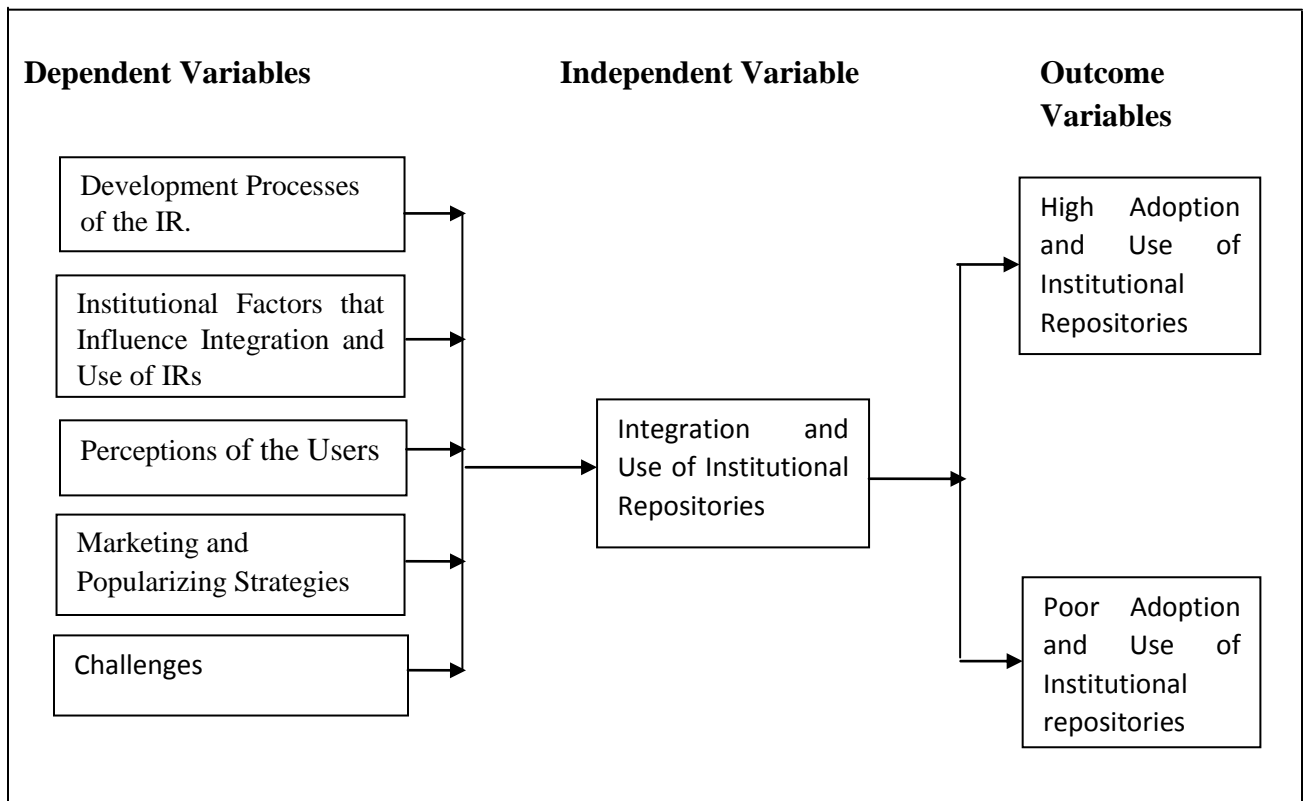 Dependent Variables
Independent Variable
Outcome
Variables
Development Processes
of the IR.
Institutional Factors that
Influence Integration and
Use of IRs
Perceptions of the Users
Marketing and
Popularizing Strategies
Challenges
Integration and
Use of Institutional
Repositories
High Adoption
and Use of
Institutional
Repositories
Poor Adoption
and Use of
Institutional
repositories